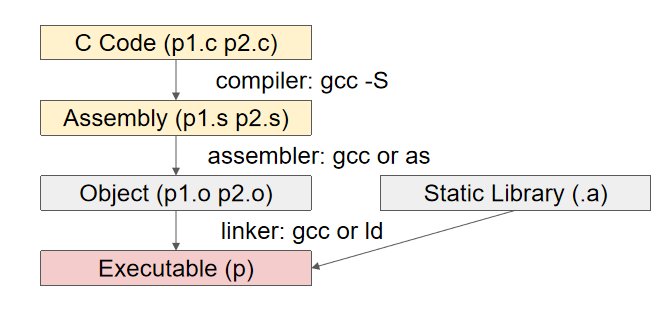 C Code (p1.c p2.c)
compiler: gcc -S
Assembly (p1.s p2.s)
assembler: gcc or as
Object (p1.o p2.o)
Static Library (.a)
linker: gcc or ld
Executable (p)